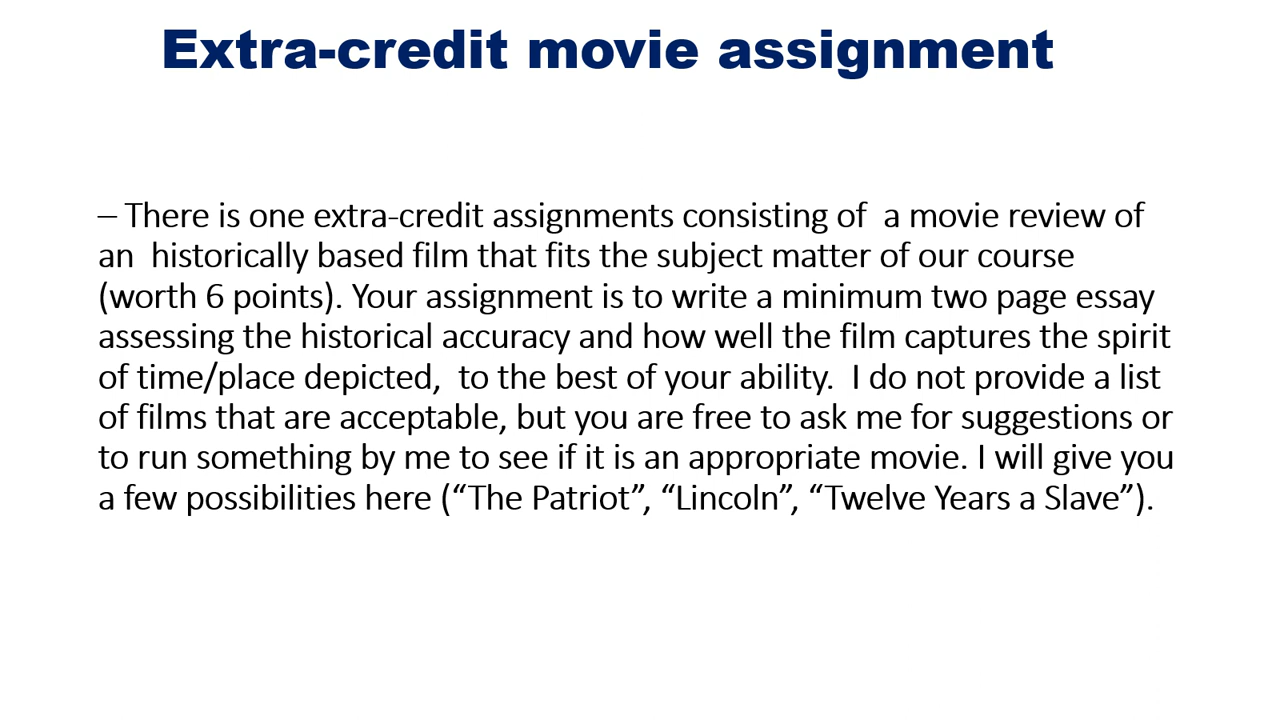 Extra-credit movie assignment
– There is one extra-credit assignments consisting of  a movie review of
an  historically based film that fits the subject matter of our course
(worth 6 points). Your assignment is to write a minimum two page essay
assessing the historical accuracy and how well the film captures the spirit
of time/place depicted,  to the best of your ability.  I do not provide a list
of films that are acceptable, but you are free to ask me for suggestions or
to run something by me to see if it is an appropriate movie. I will give you
a few possibilities here (“The Patriot”, “Lincoln”, “Twelve Years a Slave”).